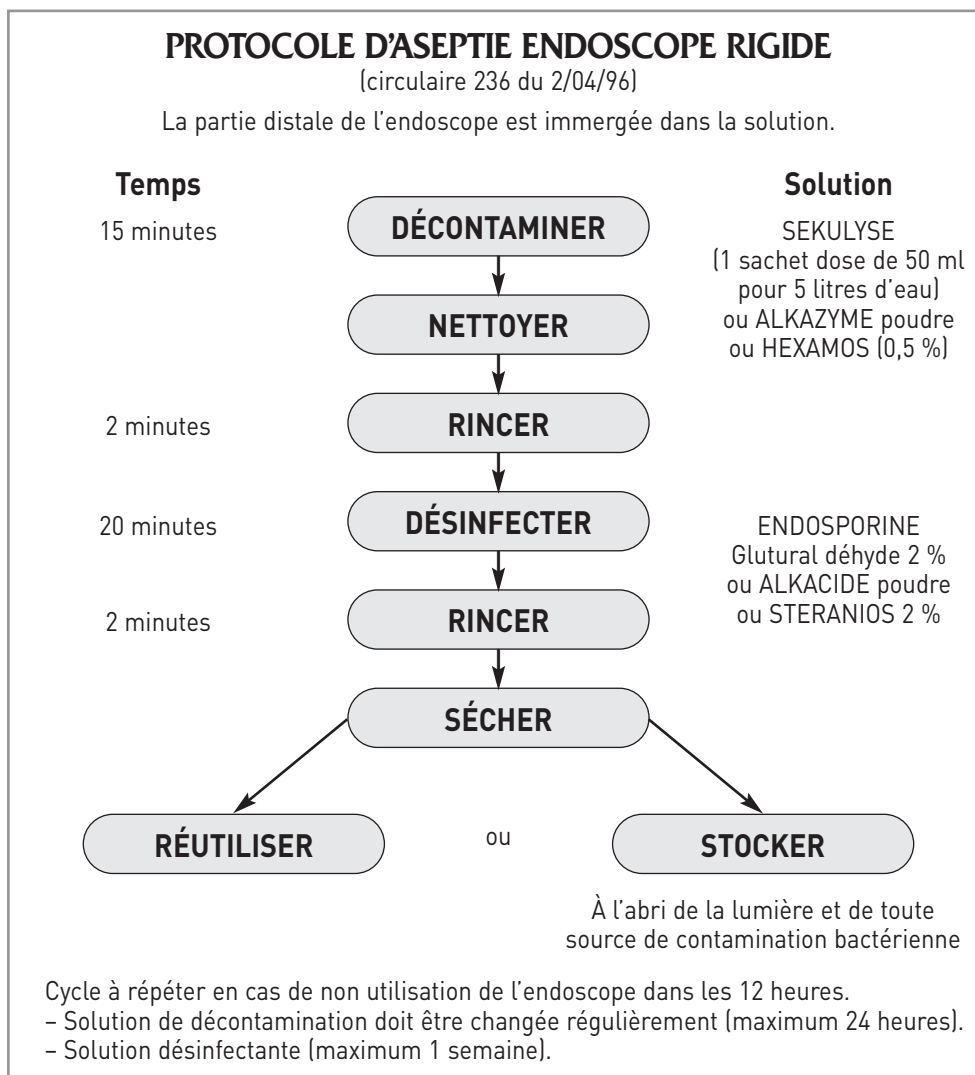 PROTOCOLE D'ASEPTIE ENDOSCOPE RIGIDE
(circulaire 236 du 2/04/96)
La partie distale de l'endoscope est immergée dans la solution.
Temps
Solution
15 minutes
DÉCONTAMINER
SEKULYSE
(1 sachet dose de 50 ml
pour 5 litres d'eau)
ou ALKAZYME poudre
ou HEXAMOS (0,5 %)
NETTOYER
2 minutes
RINCER
20 minutes
DÉSINFECTER
ENDOSPORINE
Glutural déhyde 2 %
ou ALKACIDE poudre
ou STERANIOS 2 %
2 minutes
RINCER
SÉCHER
RÉUTILISER
ou
STOCKER
À l'abri de la lumière et de toute
source de contamination bactérienne
Cycle à répéter en cas de non utilisation de l'endoscope dans les 12 heures.
– Solution de décontamination doit être changée régulièrement (maximum 24 heures).
– Solution désinfectante (maximum 1 semaine).